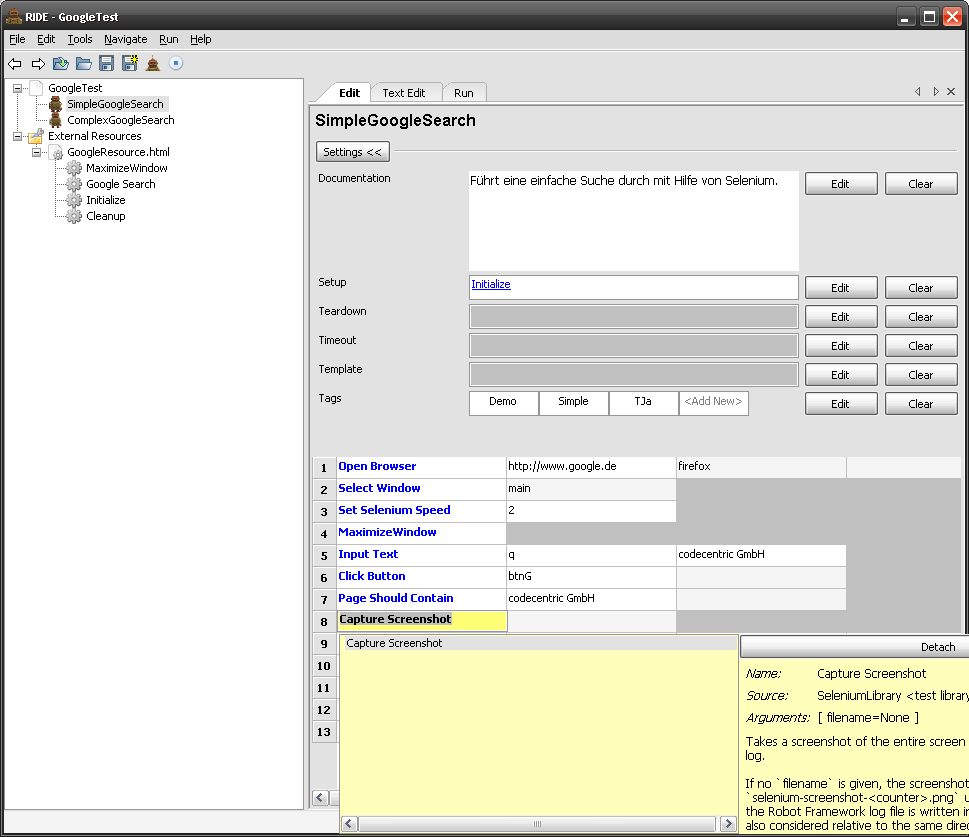 RIDE - GoogleTest
File Edit Tools Navigate Run Help
GoogleTest
SimpleGoogleSearch
ComplexGoogleSearch
External Resources
GoogleResource.html
MaximizeWindow
Google Search
Initialize
Cleanup
Edit Text Edit Run
SimpleGoogleSearch
Settings <<
Documentation Führt eine einfache Suche durch mit Hilfe von Selenium. Edit Clear
Setup Initialize Edit Clear
Teardown Edit Clear
Timeout Edit Clear
Template Edit Clear
Tags Demo Simple TJa <Add New> Edit Clear
1 Open Browser http://www.google.de firefox
2 Select Window main
3 Set Selenium Speed 2
4 MaximizeWindow
5 Input Text q codecentric GmbH
6 Click Button btnG
7 Page Should Contain codecentric GmbH
8 Capture Screenshot
9 Capture Screenshot
10
11
12
13
Detach
Name: Capture Screenshot
Source: SeleniumLibrary <test library
Arguments: [ filename=None ]
Takes a screenshot of the entire screen
log.
If no `filename` is given, the screenshot
`selenium-screenshot-<counter>.png` u
the Robot Framework log file is written in
also considered relative to the same dire